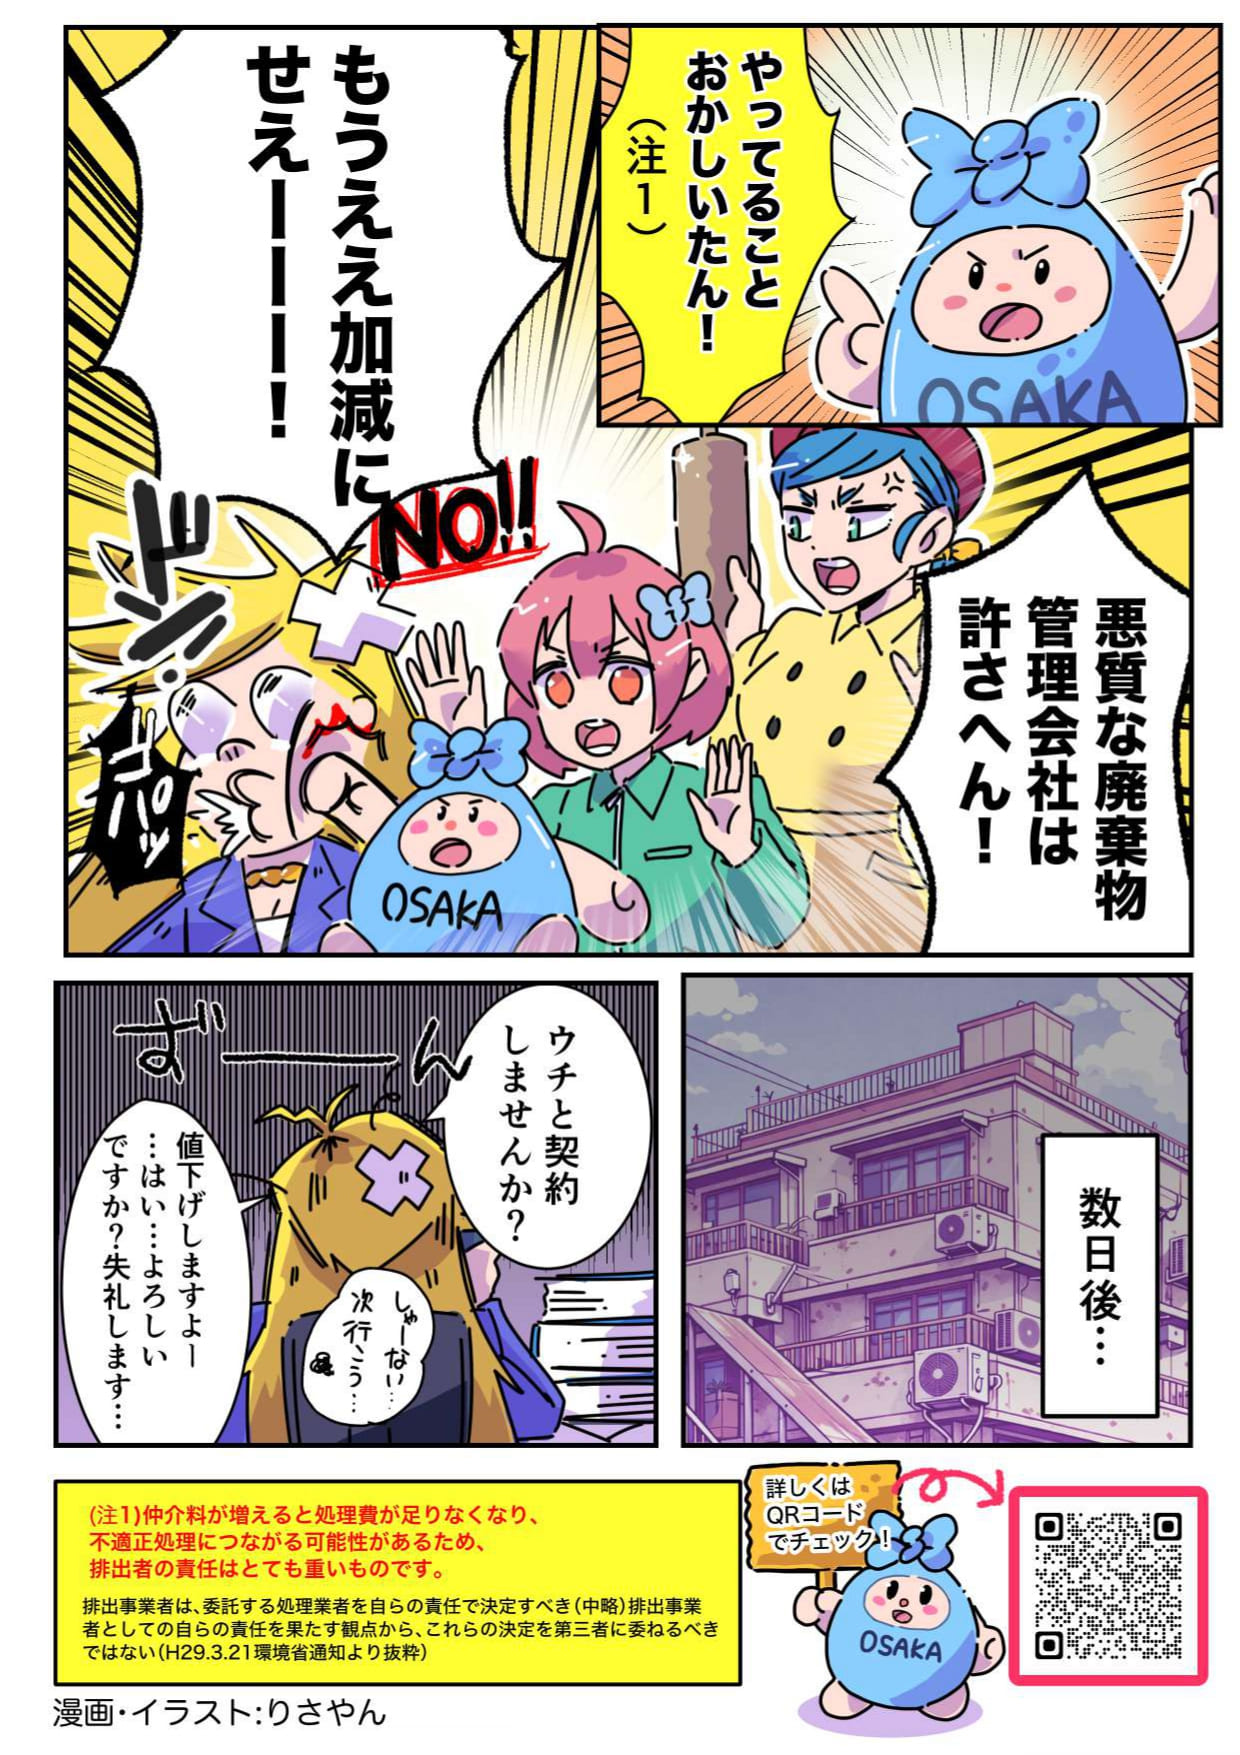 やってること
おかしいたん！
（注１）
OSAKA
もうええ加減に
せえーーー！
NO!!
悪質な廃棄物
管理会社は
許さへん！
ドンッ
パッ
OSAKA
数日後…
ウチと契約
しませんか？
ずーん
値下げしますよー
…はい…よろしい
ですか？失礼します…
しゃーない…
次行こう…
(注1)仲介料が増えると処理費が足りなくなり、
不適正処理につながる可能性があるため、
排出者の責任はとても重いものです。
排出事業者は、委託する処理業者を自らの責任で決定すべき（中略）排出事業
者としての自らの責任を果たす観点から、これらの決定を第三者に委ねるべき
ではない（H29.3.21環境省通知より抜粋）
詳しくは
QRコード
でチェック！
OSAKA
漫画・イラスト:りさやん